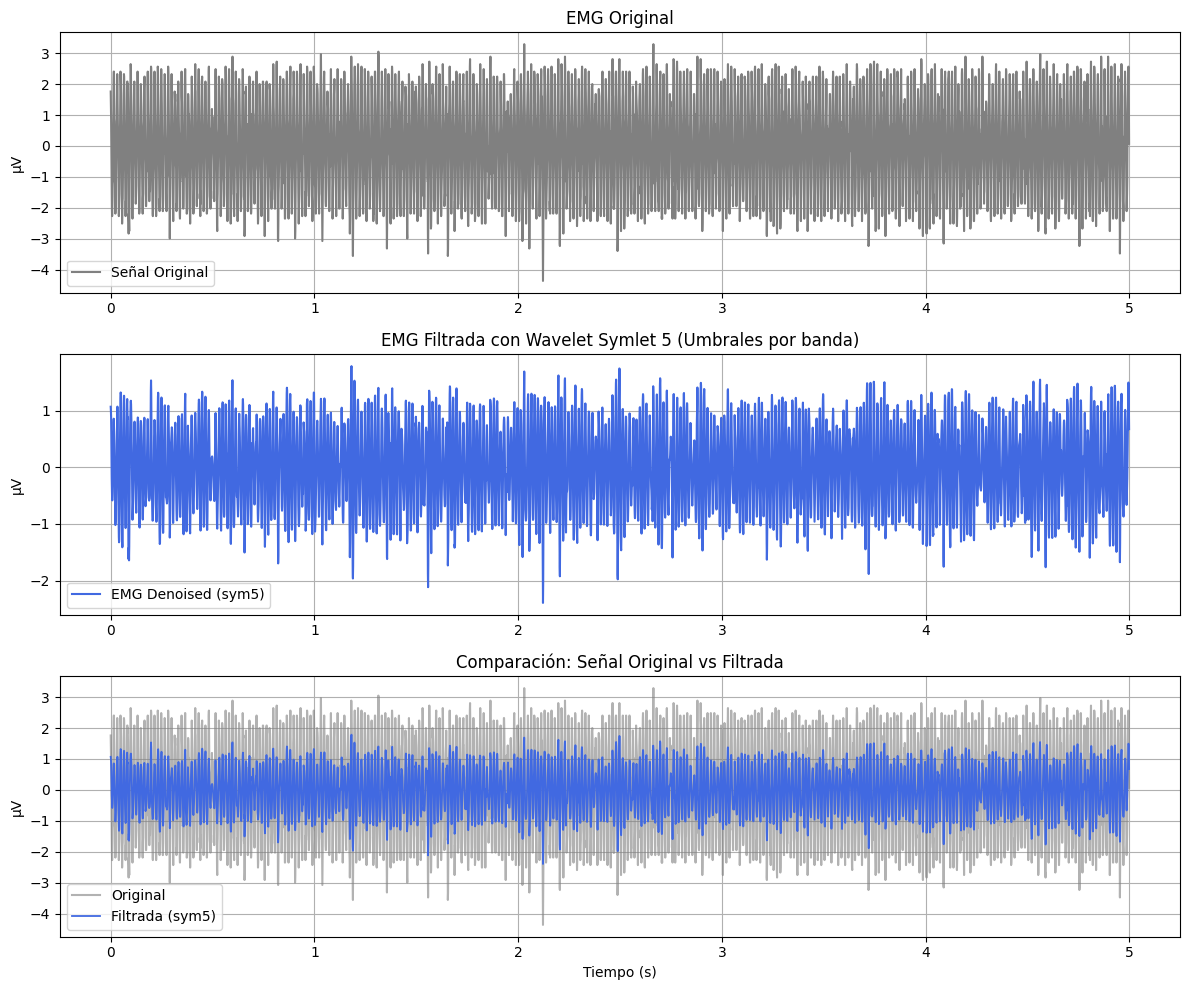 EMG Original
3
2
1
0
−1
−2
−3
−4
μV
Señal Original
0 1 2 3 4 5
EMG Filtrada con Wavelet Symlet 5 (Umbrales por banda)
1
0
−1
−2
μV
EMG Denoised (sym5)
0 1 2 3 4 5
Comparación: Señal Original vs Filtrada
3
2
1
0
−1
−2
−3
−4
μV
Original
Filtrada (sym5)
0 1 2 3 4 5
Tiempo (s)